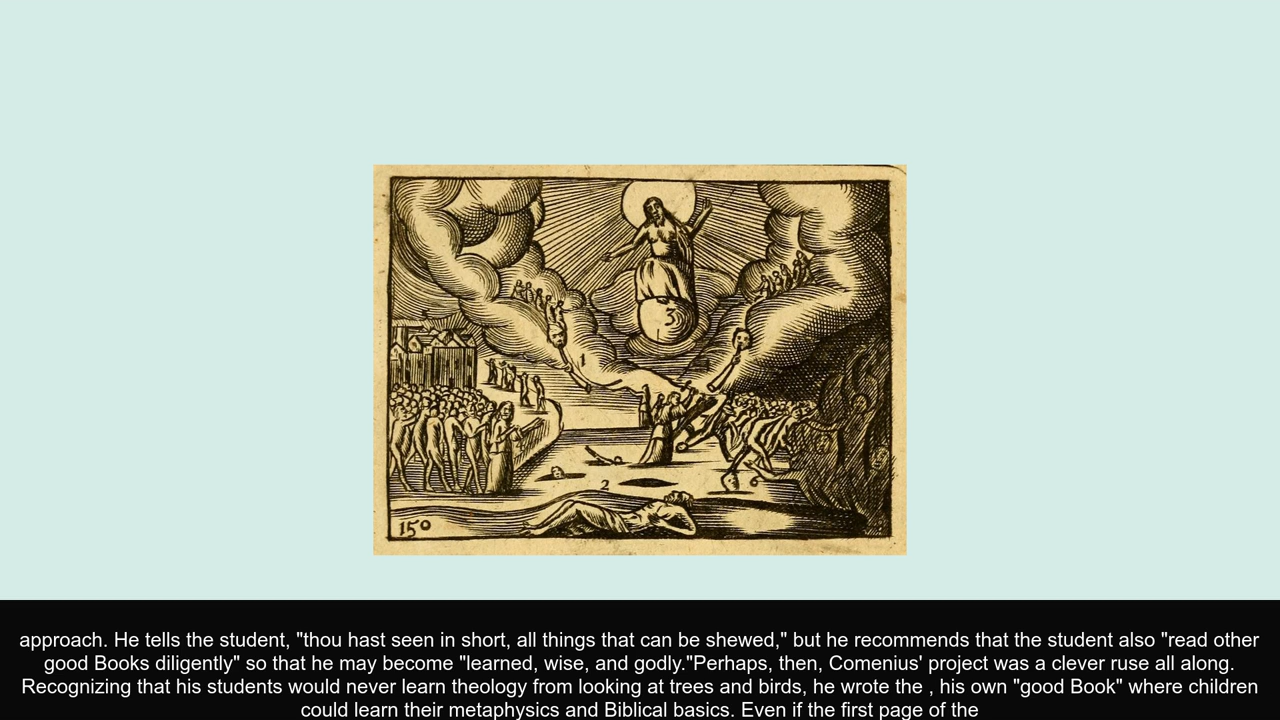 3
1
2
150
approach. He tells the student, "thou hast seen in short, all things that can be shewed," but he recommends that the student also "read other
good Books diligently" so that he may become "learned, wise, and godly."Perhaps, then, Comenius' project was a clever ruse all along.
Recognizing that his students would never learn theology from looking at trees and birds, he wrote the , his own "good Book" where children
could learn their metaphysics and Biblical basics. Even if the first page of the